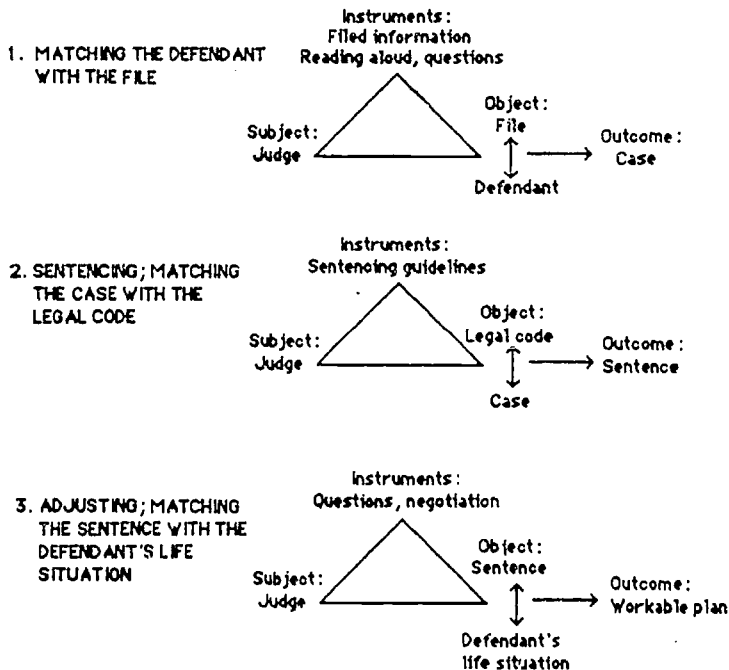 Instruments:
Filed information
Reading aloud, questions
1. MATCHING THE DEFENDANT
WITH THE FILE
Object:
File
Subject:
Judge
Outcome:
Case
Defendant
Instruments:
Sentencing guidelines
2. SENTENCING; MATCHING
THE CASE WITH THE
LEGAL CODE
Object:
Legal code
Subject:
Judge
Outcome:
Sentence
Case
Instruments:
Questions, negotiation
3. ADJUSTING; MATCHING
THE SENTENCE WITH THE
DEFENDANT'S LIFE
SITUATION
Object:
Sentence
Subject:
Judge
Outcome:
Workable plan
Defendant's
life situation